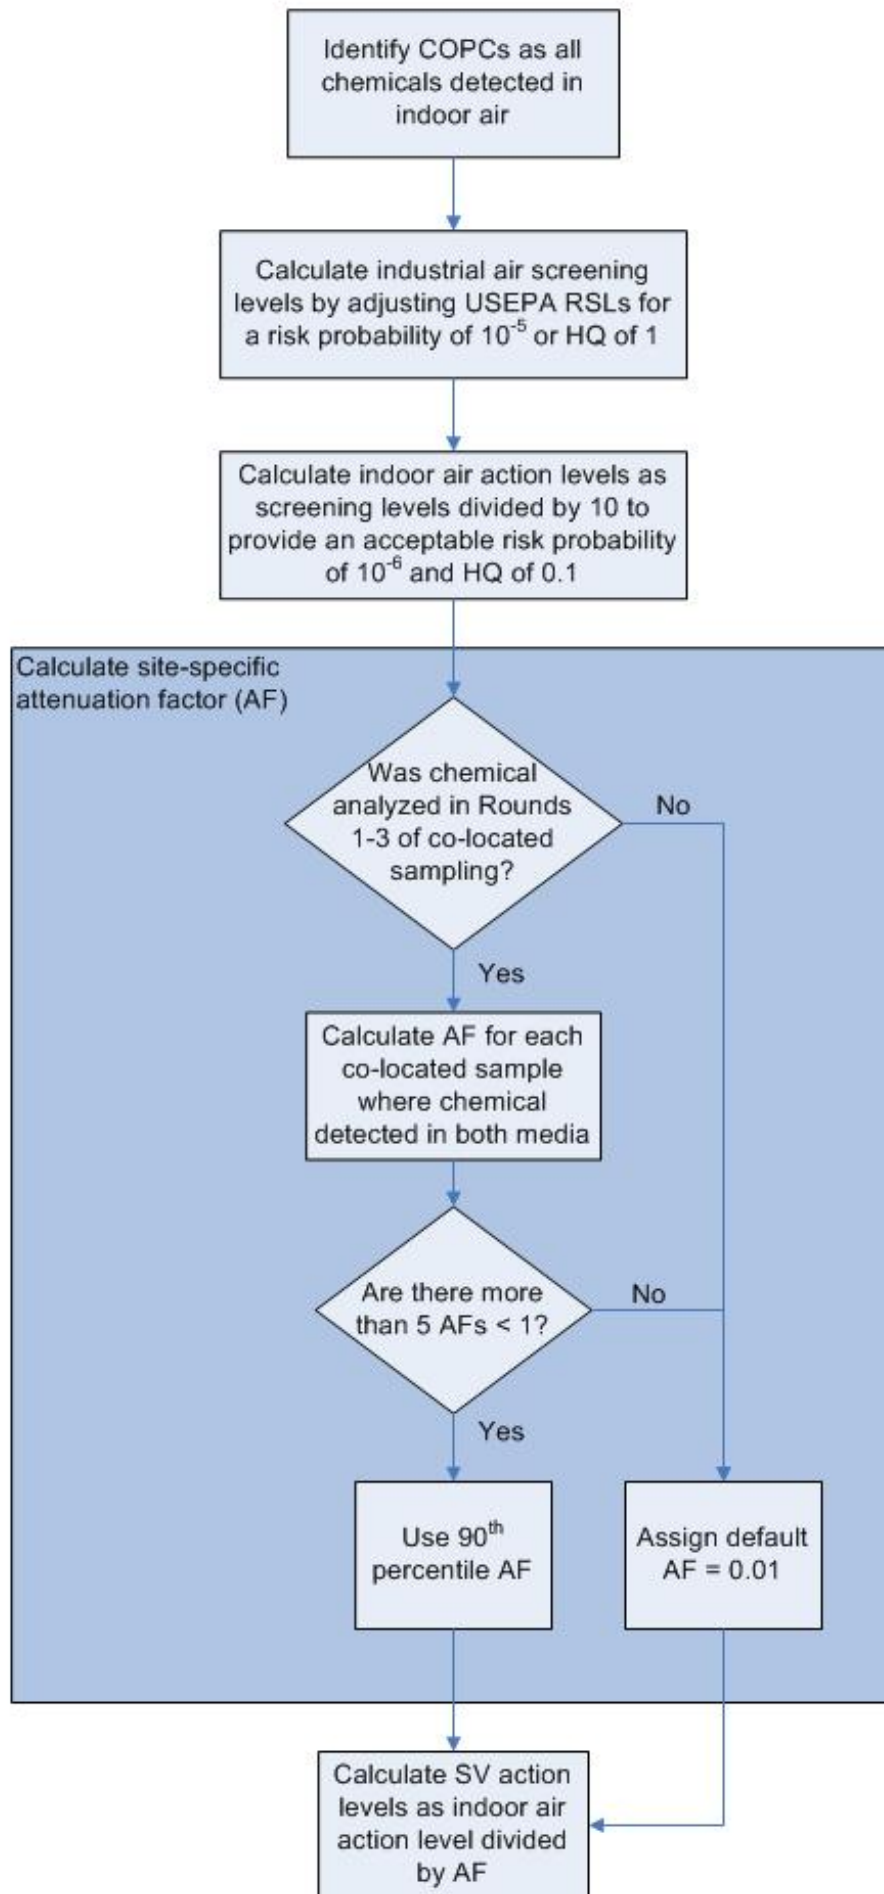 Identify COPCs as all
chemicals detected in
indoor air
Calculate industrial air screening
levels by adjusting USEPA RSLs for
a risk probability of 10⁻⁵ or HQ of 1
Calculate indoor air action levels as
screening levels divided by 10 to
provide an acceptable risk probability
of 10⁻⁶ and HQ of 0.1
Calculate site-specific
attenuation factor (AF)
Was chemical
analyzed in Rounds
1-3 of co-located
sampling?
No
Yes
Calculate AF for each
co-located sample
where chemical
detected in both media
Are there more
than 5 AFs < 1?
No
Yes
Use 90ᵗʰ
percentile AF
Assign default
AF = 0.01
Calculate SV action
levels as indoor air
action level divided
by AF